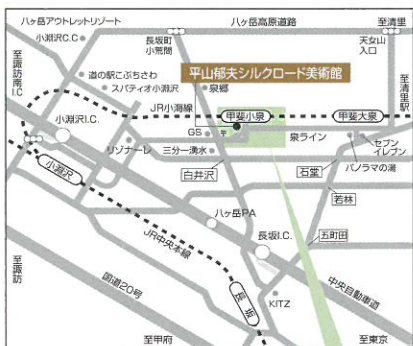 八ヶ岳アウトレットリゾート
小淵沢C.C
長坂町
小荒間
八ヶ岳高原道路
至清里
天女山
入口
至諏訪南I.C
道の駅こぶちさわ
スパティオ小淵沢
泉郷
平山郁夫シルクロード美術館
JR小海線
甲斐小泉
甲斐大泉
至清里駅
小淵沢I.C.
GS
〒
泉ライン
セブン
イレブン
パノラマの湯
リゾナーレ
三分一湧水
小淵沢
白井沢
石堂
若林
八ヶ岳PA
五町田
長坂I.C.
JR中央本線
至諏訪
国道20号
長坂
KITZ
中央自動車道
至甲府
至東京